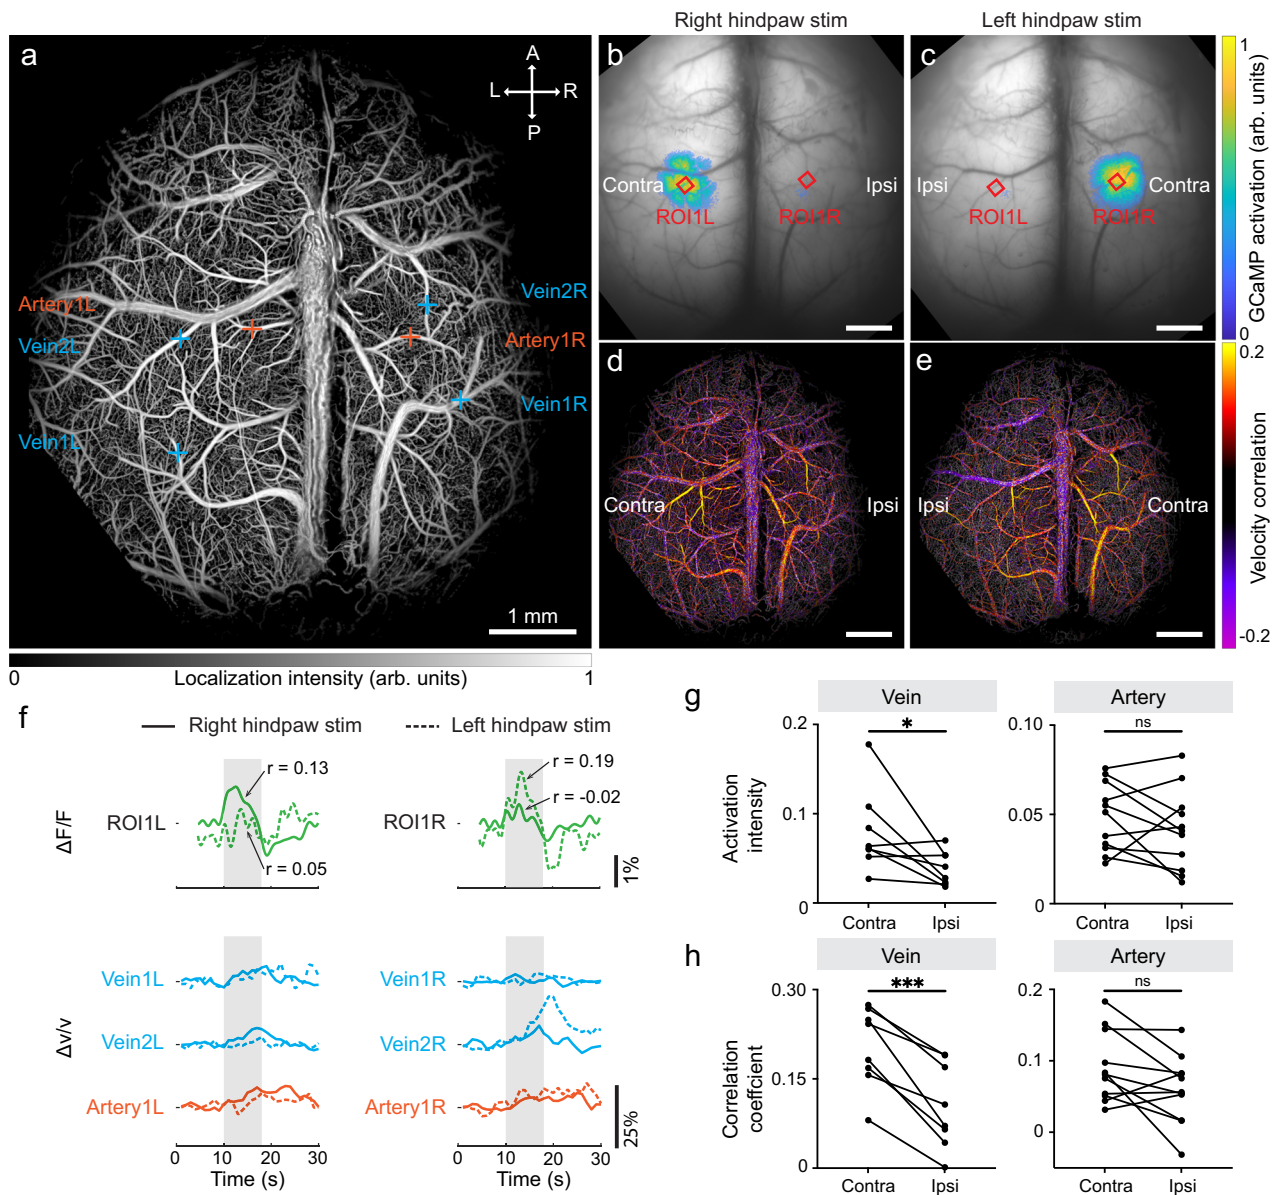 Right hindpaw stim
Left hindpaw stim
a
A
L
R
P
Artery1L
Vein2L
Vein1L
Vein2R
Artery1R
Vein1R
1 mm
0
1
Localization intensity (arb. units)
b
Contra
Ipsi
ROI1L
ROI1R
c
Ipsi
Contra
ROI1L
ROI1R
1
0
GCaMP activation (arb. units)
d
Contra
Ipsi
e
Ipsi
Contra
0.2
-0.2
Velocity correlation
f
Right hindpaw stim
Left hindpaw stim
ΔF/F
ROI1L
r = 0.13
r = 0.05
ROI1R
r = 0.19
r = -0.02
1%
Δv/v
Vein1L
Vein2L
Artery1L
Vein1R
Vein2R
Artery1R
25%
0 10 20 30
Time (s)
0 10 20 30
Time (s)
g
Vein
Artery
Activation
intensity
0.2
0.1
0
*
Contra Ipsi
0.10
0.05
0
ns
Contra Ipsi
h
Vein
Artery
Correlation
coeffcient
0.30
0.15
0
***
Contra Ipsi
0.2
0.1
0
ns
Contra Ipsi